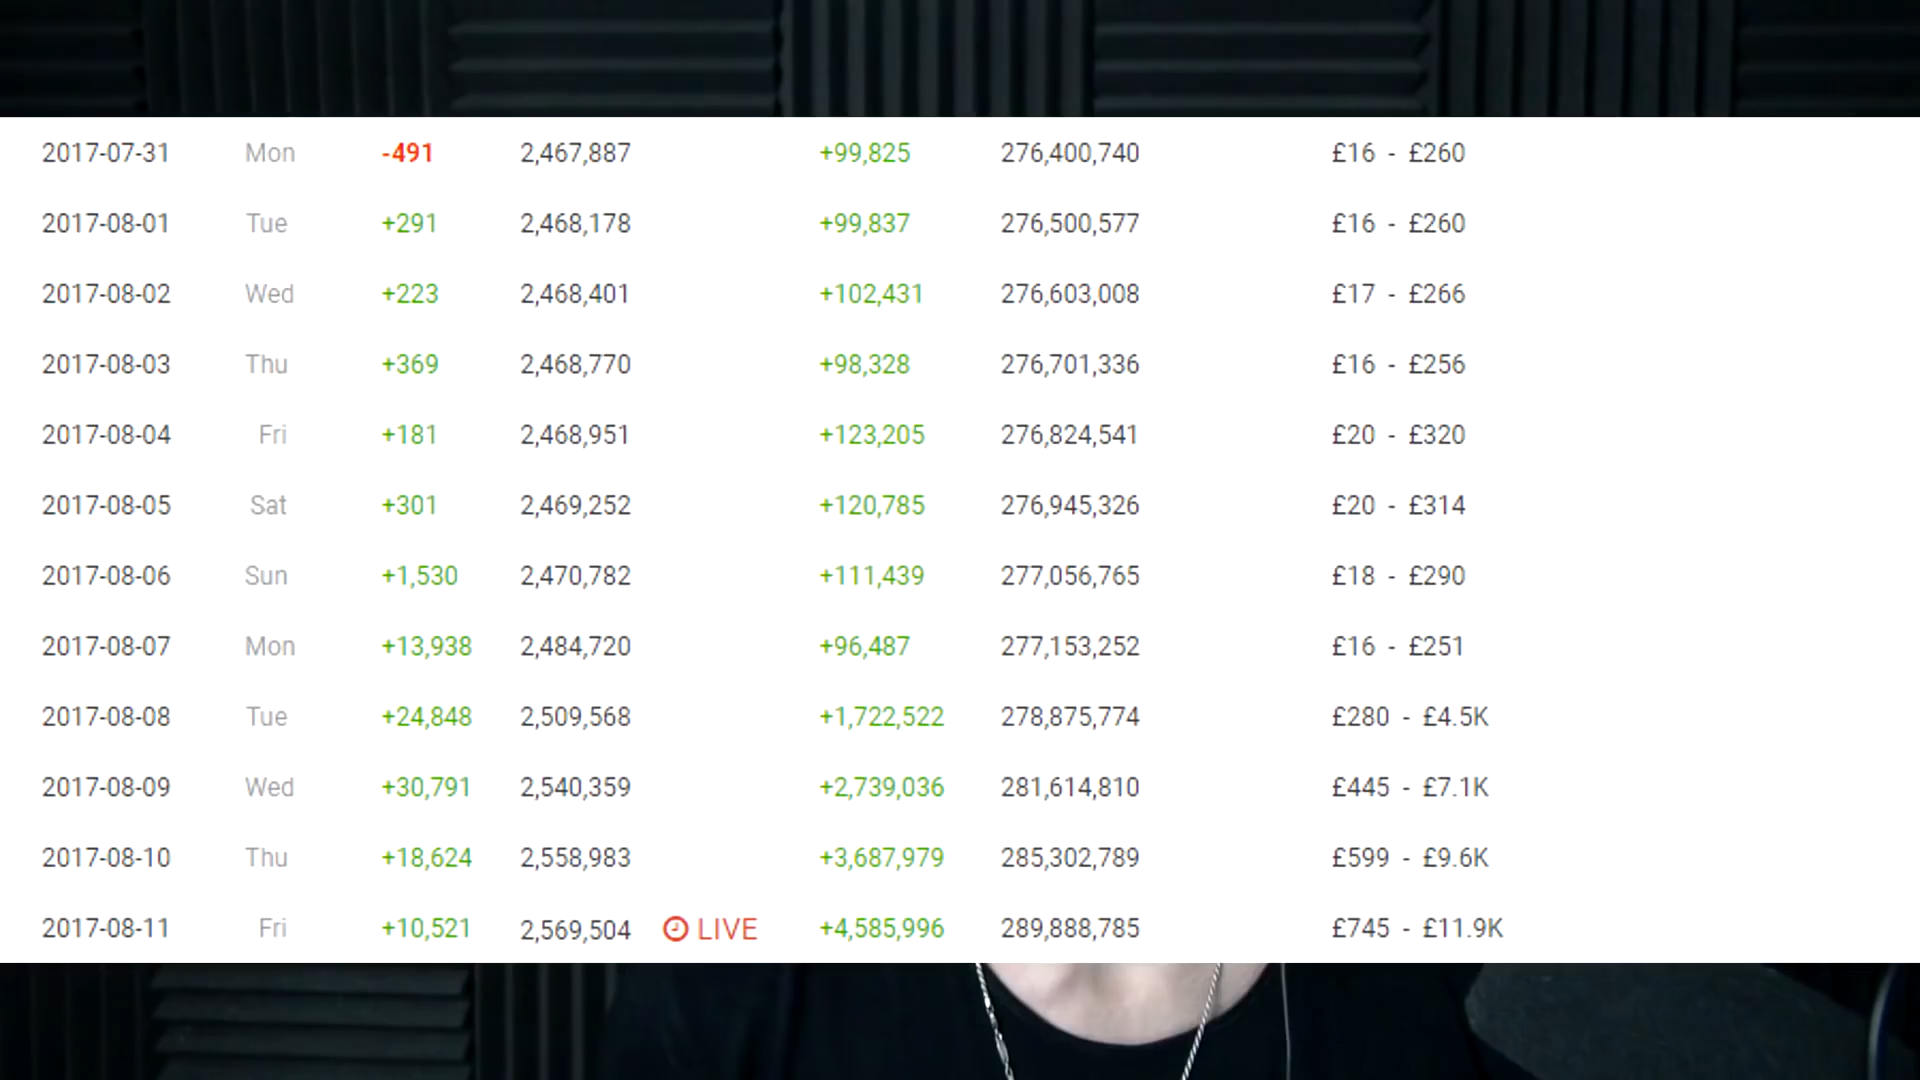 2017-07-31 Mon -491 2,467,887 +99,825 276,400,740 £16 - £260
2017-08-01 Tue +291 2,468,178 +99,837 276,500,577 £16 - £260
2017-08-02 Wed +223 2,468,401 +102,431 276,603,008 £17 - £266
2017-08-03 Thu +369 2,468,770 +98,328 276,701,336 £16 - £256
2017-08-04 Fri +181 2,468,951 +123,205 276,824,541 £20 - £320
2017-08-05 Sat +301 2,469,252 +120,785 276,945,326 £20 - £314
2017-08-06 Sun +1,530 2,470,782 +111,439 277,056,765 £18 - £290
2017-08-07 Mon +13,938 2,484,720 +96,487 277,153,252 £16 - £251
2017-08-08 Tue +24,848 2,509,568 +1,722,522 278,875,774 £280 - £4.5K
2017-08-09 Wed +30,791 2,540,359 +2,739,036 281,614,810 £445 - £7.1K
2017-08-10 Thu +18,624 2,558,983 +3,687,979 285,302,789 £599 - £9.6K
2017-08-11 Fri +10,521 2,569,504 LIVE +4,585,996 289,888,785 £745 - £11.9K